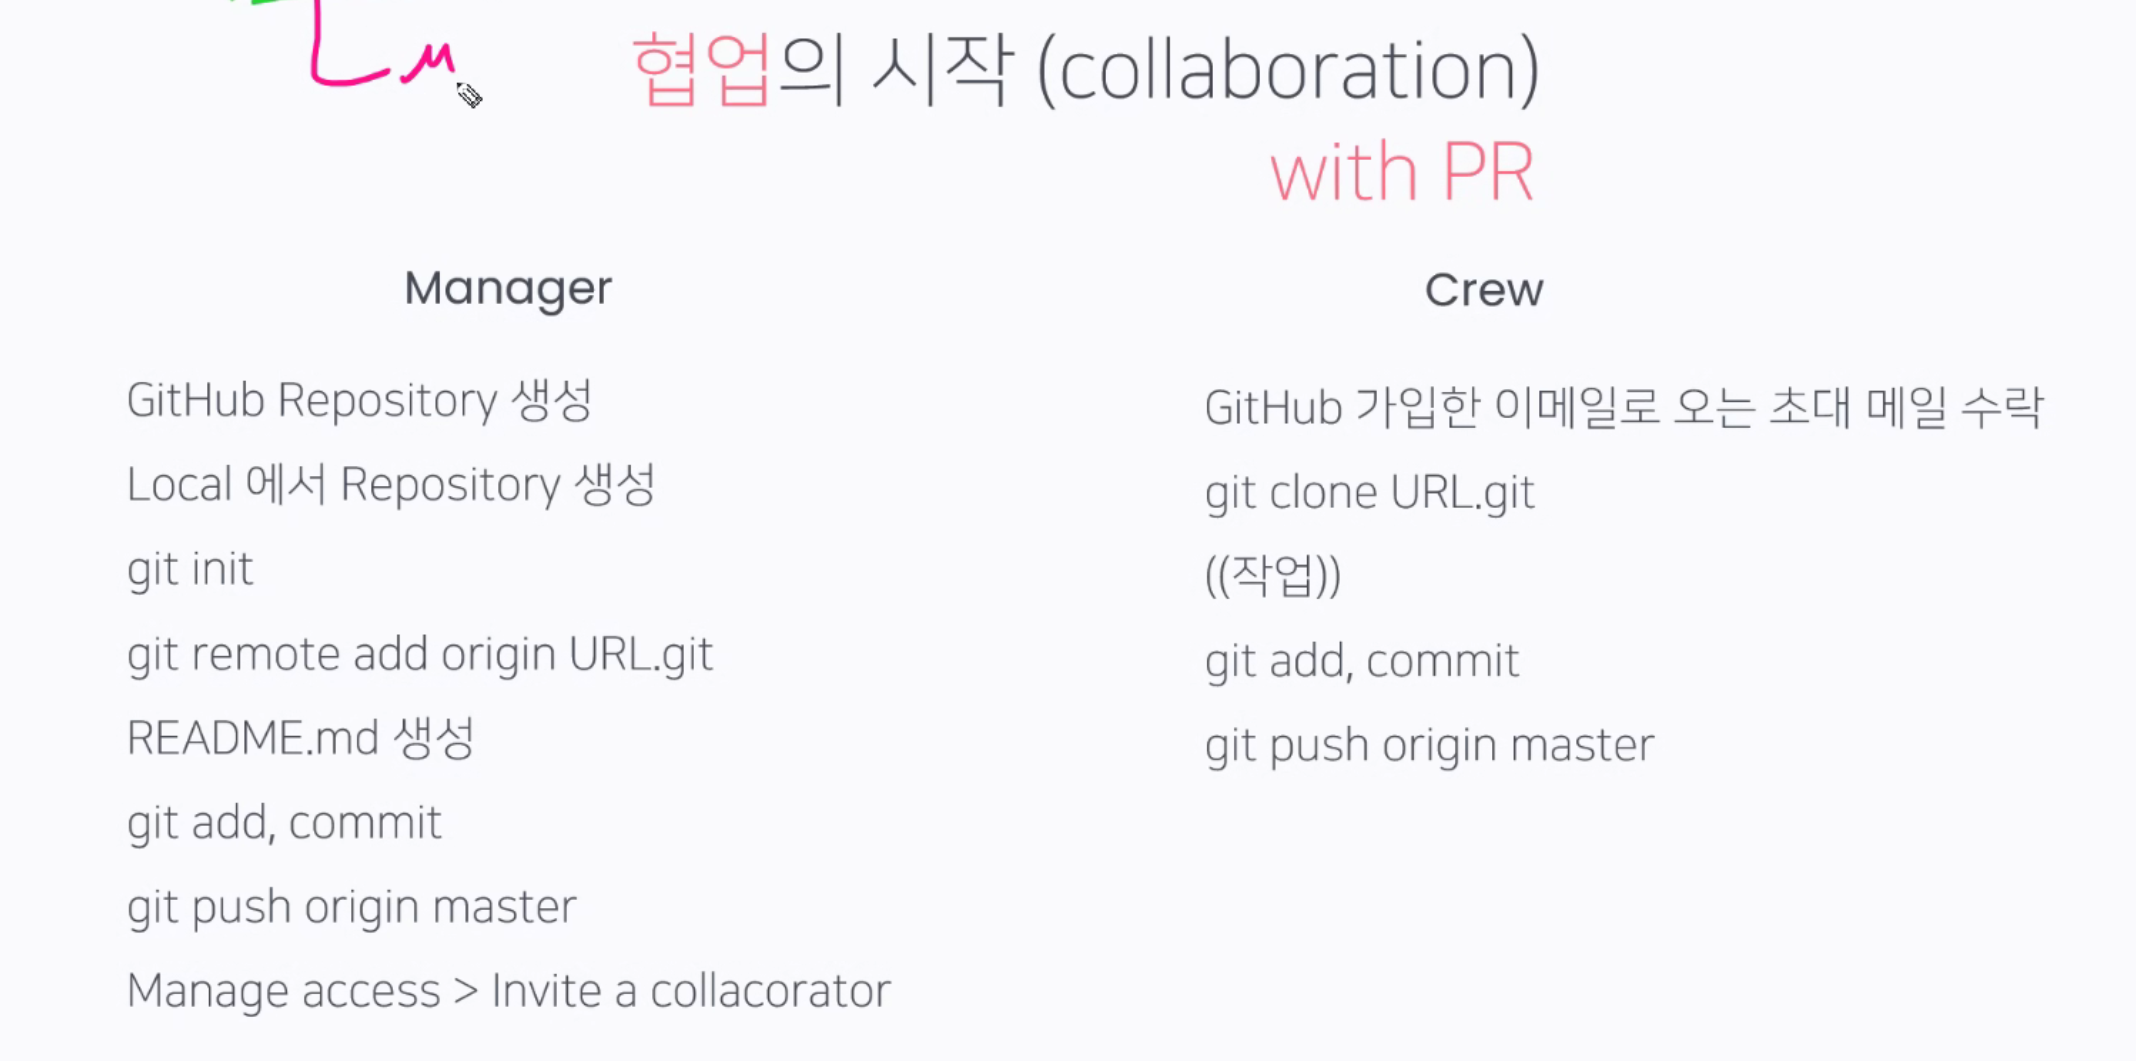 협업의 시작 (collaboration)
with PR
Manager
GitHub Repository 생성
Local 에서 Repository 생성
git init
git remote add origin URL.git
README.md 생성
git add, commit
git push origin master
Manage access > Invite a collacorator
Crew
GitHub 가입한 이메일로 오는 초대 메일 수락
git clone URL.git
((작업))
git add, commit
git push origin master